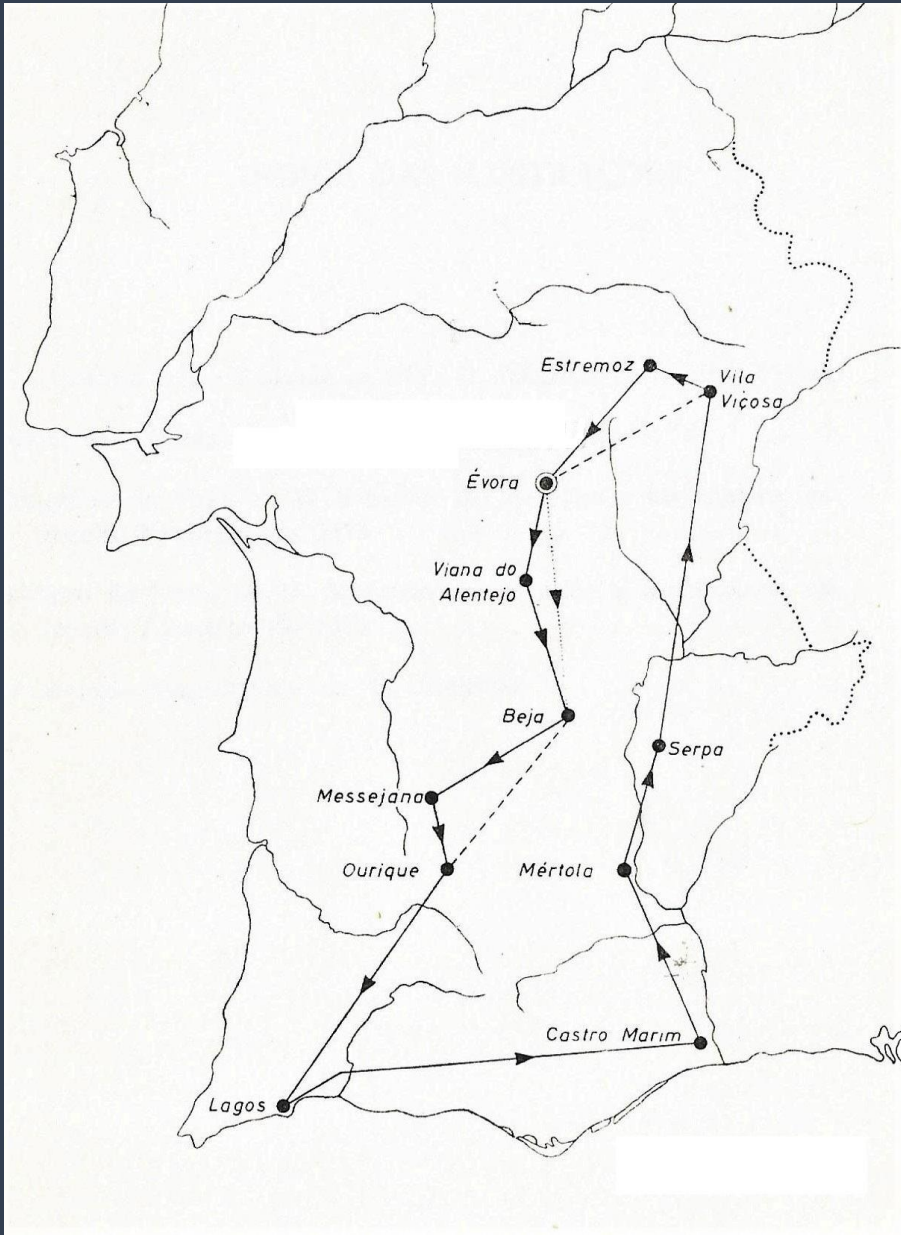 Estremoz
Vila
Viçosa
Évora
Viana do
Alentejo
Beja
Serpa
Messejana
Ourique
Mértola
Castro Marim
Lagos